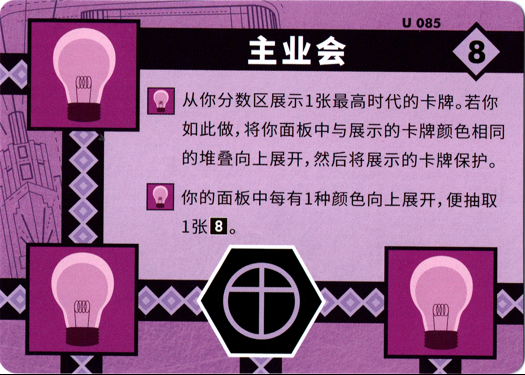 U 085
主业会
8
从你分数区展示1张最高时代的卡牌。若你
如此做，将你面板中与展示的卡牌颜色相同
的堆叠向上展开，然后将展示的卡牌保护。
你的面板中每有1种颜色向上展开，便抽取
1张8。